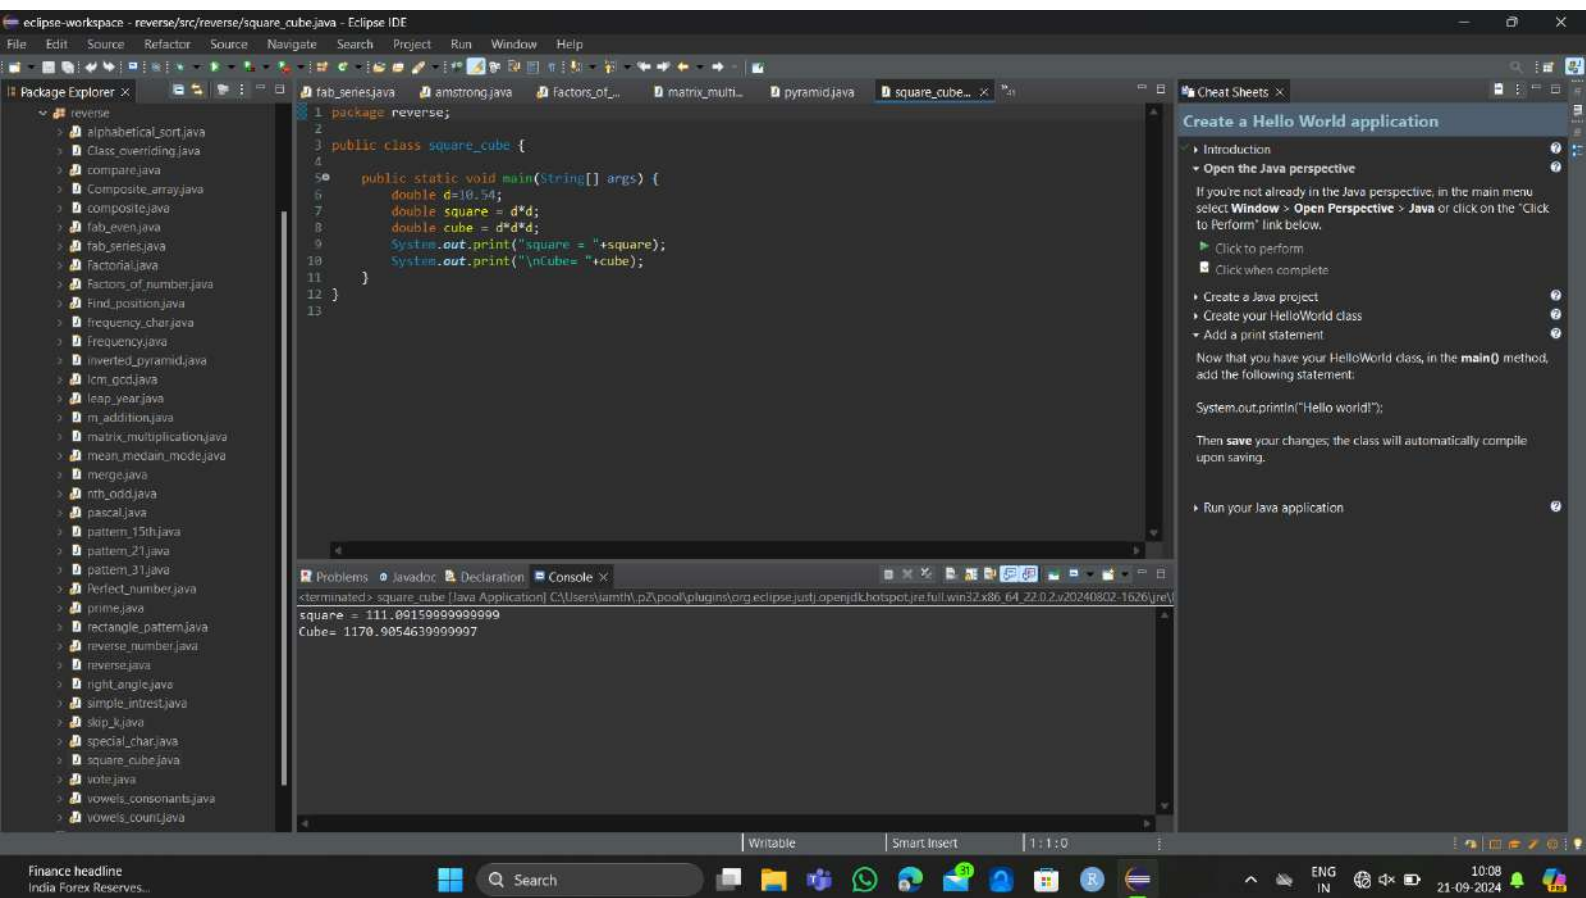 eclipse-workspace - reverse/src/reverse/square_cube.java - Eclipse IDE
File Edit Source Refactor Source Navigate Search Project Run Window Help
Package Explorer
reverse
alphabetical_sort.java
Class_overriding.java
compare.java
Composite_array.java
composite.java
fab_even.java
fab_series.java
Factorial.java
Factors_of_number.java
Find_position.java
frequency_char.java
Frequency.java
inverted_pyramid.java
lcm_gcd.java
leap_year.java
m_addition.java
matrix_multiplication.java
mean_medain_mode.java
merge.java
nth_odd.java
pascal.java
pattern_15th.java
pattern_21.java
pattern_31.java
Perfect_number.java
prime.java
rectangle_pattern.java
reverse_number.java
reverse.java
right_angle.java
simple_intrest.java
skip_k.java
special_char.java
square_cube.java
vote.java
vowels_consonants.java
vowels_count.java
fab_series.java amstrong.java Factors_of_... matrix_multi... pyramid.java square_cube...
1 package reverse;
2
3 public class square_cube {
4
5 public static void main(String[] args) {
6 double d=10.54;
7 double square = d*d;
8 double cube = d*d*d;
9 System.out.print("square = "+square);
10 System.out.print("\nCube= "+cube);
11 }
12 }
13
Problems Javadoc Declaration Console
<terminated> square_cube [Java Application] C:\Users\iamth\.p2\pool\plugins\org.eclipse.justj.openjdk.hotspot.jre.full.win32.x86_64_22.0.2.v20240802-1626\jre\
square = 111.09159999999999
Cube= 1170.9054639999997
Cheat Sheets
Create a Hello World application
Introduction
Open the Java perspective
If you're not already in the Java perspective, in the main menu
select Window > Open Perspective > Java or click on the "Click
to Perform" link below.
Click to perform
Click when complete
Create a Java project
Create your HelloWorld class
Add a print statement
Now that you have your HelloWorld class, in the main() method,
add the following statement:
System.out.println("Hello world!");
Then save your changes; the class will automatically compile
upon saving.
Run your Java application
Writable Smart Insert 1 : 1 : 0
Finance headline
India Forex Reserves...
Search
31
R
ENG
IN
10:08
21-09-2024